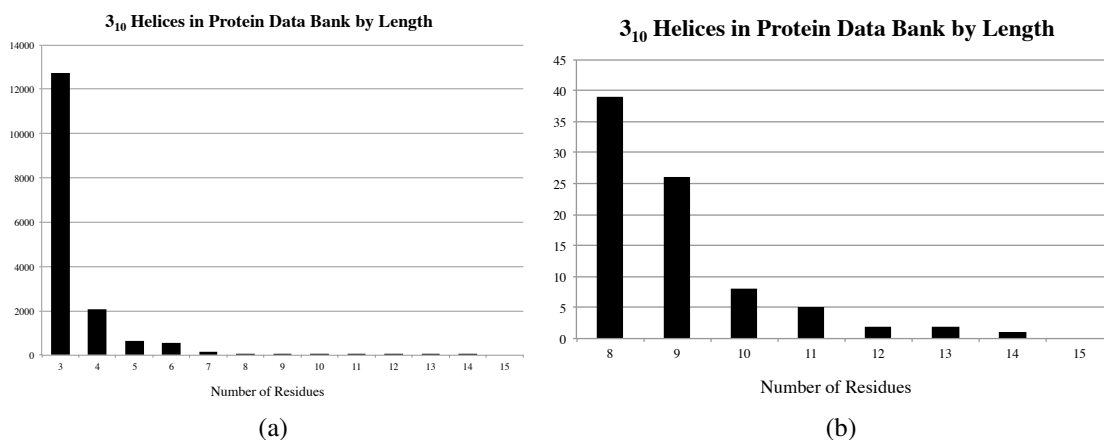 3₁₀ Helices in Protein Data Bank by Length
14000
12000
10000
8000
6000
4000
2000
0
3 4 5 6 7 8 9 10 11 12 13 14 15
Number of Residues
(a)
3₁₀ Helices in Protein Data Bank by Length
45
40
35
30
25
20
15
10
5
0
8 9 10 11 12 13 14 15
Number of Residues
(b)